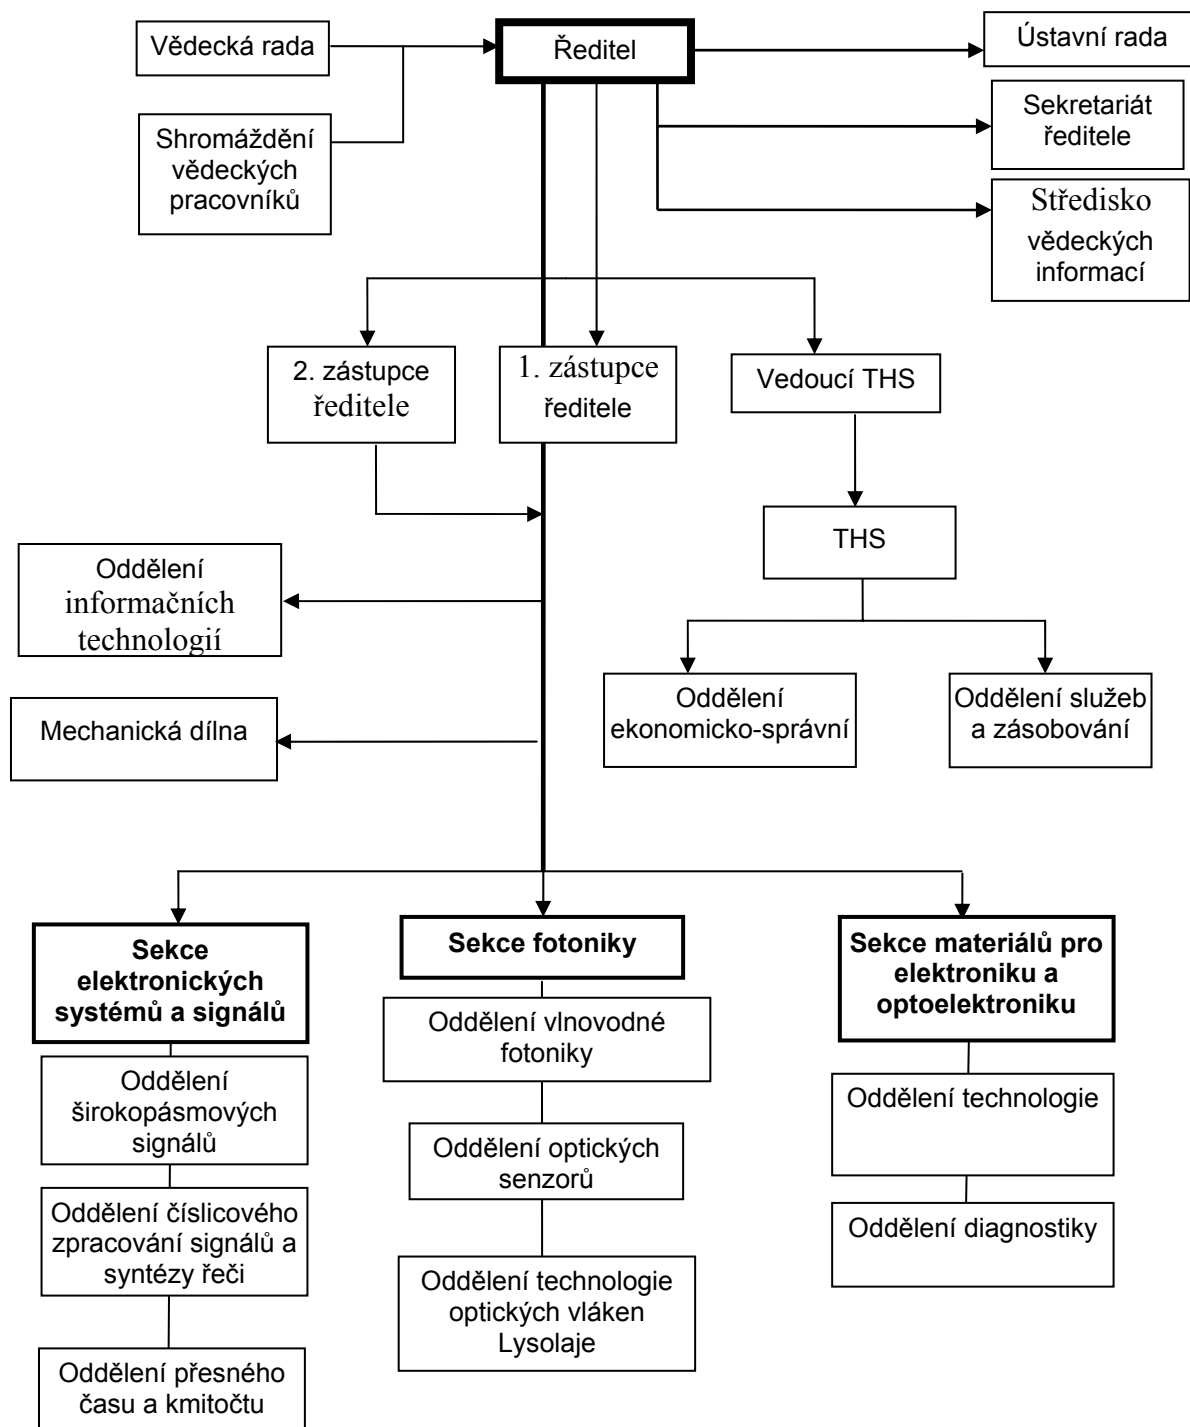 Vědecká rada
Ředitel
Ústavní rada
Shromáždění
vědeckých
pracovníků
Sekretariát
ředitele
Středisko
vědeckých
informací
2. zástupce
ředitele
1. zástupce
ředitele
Vedoucí THS
THS
Oddělení
informačních
technologií
Oddělení
ekonomicko-správní
Oddělení služeb
a zásobování
Mechanická dílna
Sekce
elektronických
systémů a signálů
Sekce fotoniky
Sekce materiálů pro
elektroniku a
optoelektroniku
Oddělení
širokopásmových
signálů
Oddělení vlnovodné
fotoniky
Oddělení technologie
Oddělení číslicového
zpracování signálů a
syntézy řeči
Oddělení optických
senzorů
Oddělení diagnostiky
Oddělení přesného
času a kmitočtu
Oddělení technologie
optických vláken
Lysolaje